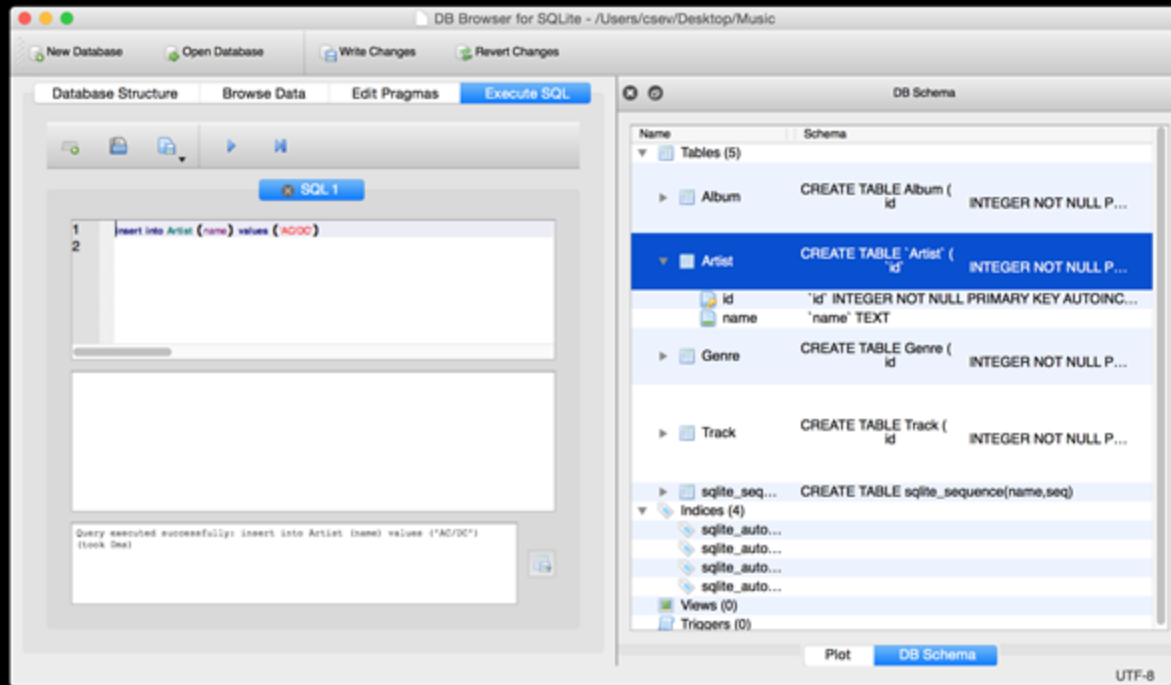 DB Browser for SQLite - /Users/csev/Desktop/Music
New Database Open Database Write Changes Revert Changes
Database Structure Browse Data Edit Pragmas Execute SQL
SQL 1
1 insert into Artist (name) values ('AC/DC')
2
Query executed successfully: insert into Artist (name) values ("AC/DC")
(took 0ms)
DB Schema
Name Schema
Tables (5)
Album CREATE TABLE Album (
id INTEGER NOT NULL P...
Artist CREATE TABLE `Artist` (
`id` INTEGER NOT NULL P...
id `id` INTEGER NOT NULL PRIMARY KEY AUTOINC...
name `name` TEXT
Genre CREATE TABLE Genre (
id INTEGER NOT NULL P...
Track CREATE TABLE Track (
id INTEGER NOT NULL P...
sqlite_seq... CREATE TABLE sqlite_sequence(name,seq)
Indices (4)
sqlite_auto...
sqlite_auto...
sqlite_auto...
sqlite_auto...
Views (0)
Triggers (0)
Plot DB Schema
UTF-8